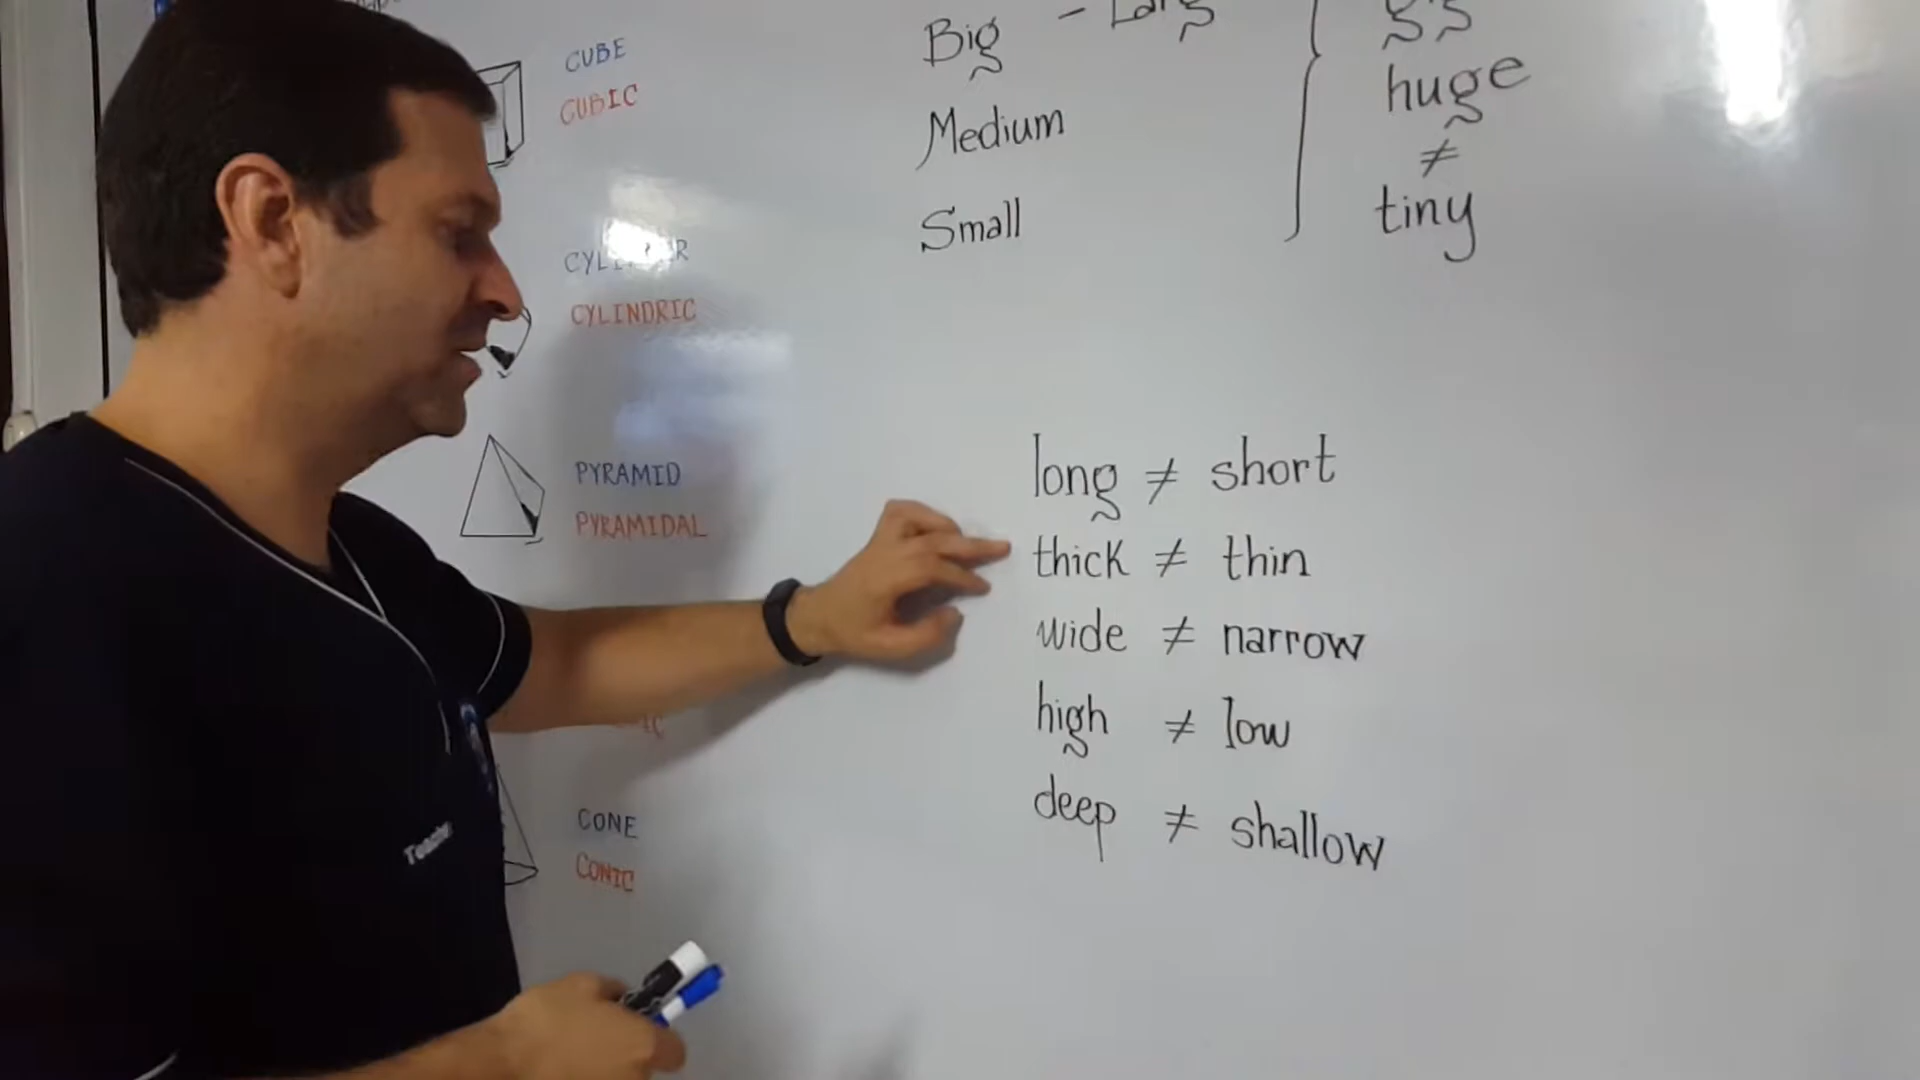 CUBE
CUBIC
CYLINDRIC
PYRAMID
PYRAMIDAL
CONE
CONIC
Big -
Medium
Small
huge
≠
tiny
long ≠ short
thick ≠ thin
wide ≠ narrow
high ≠ low
deep ≠ shallow